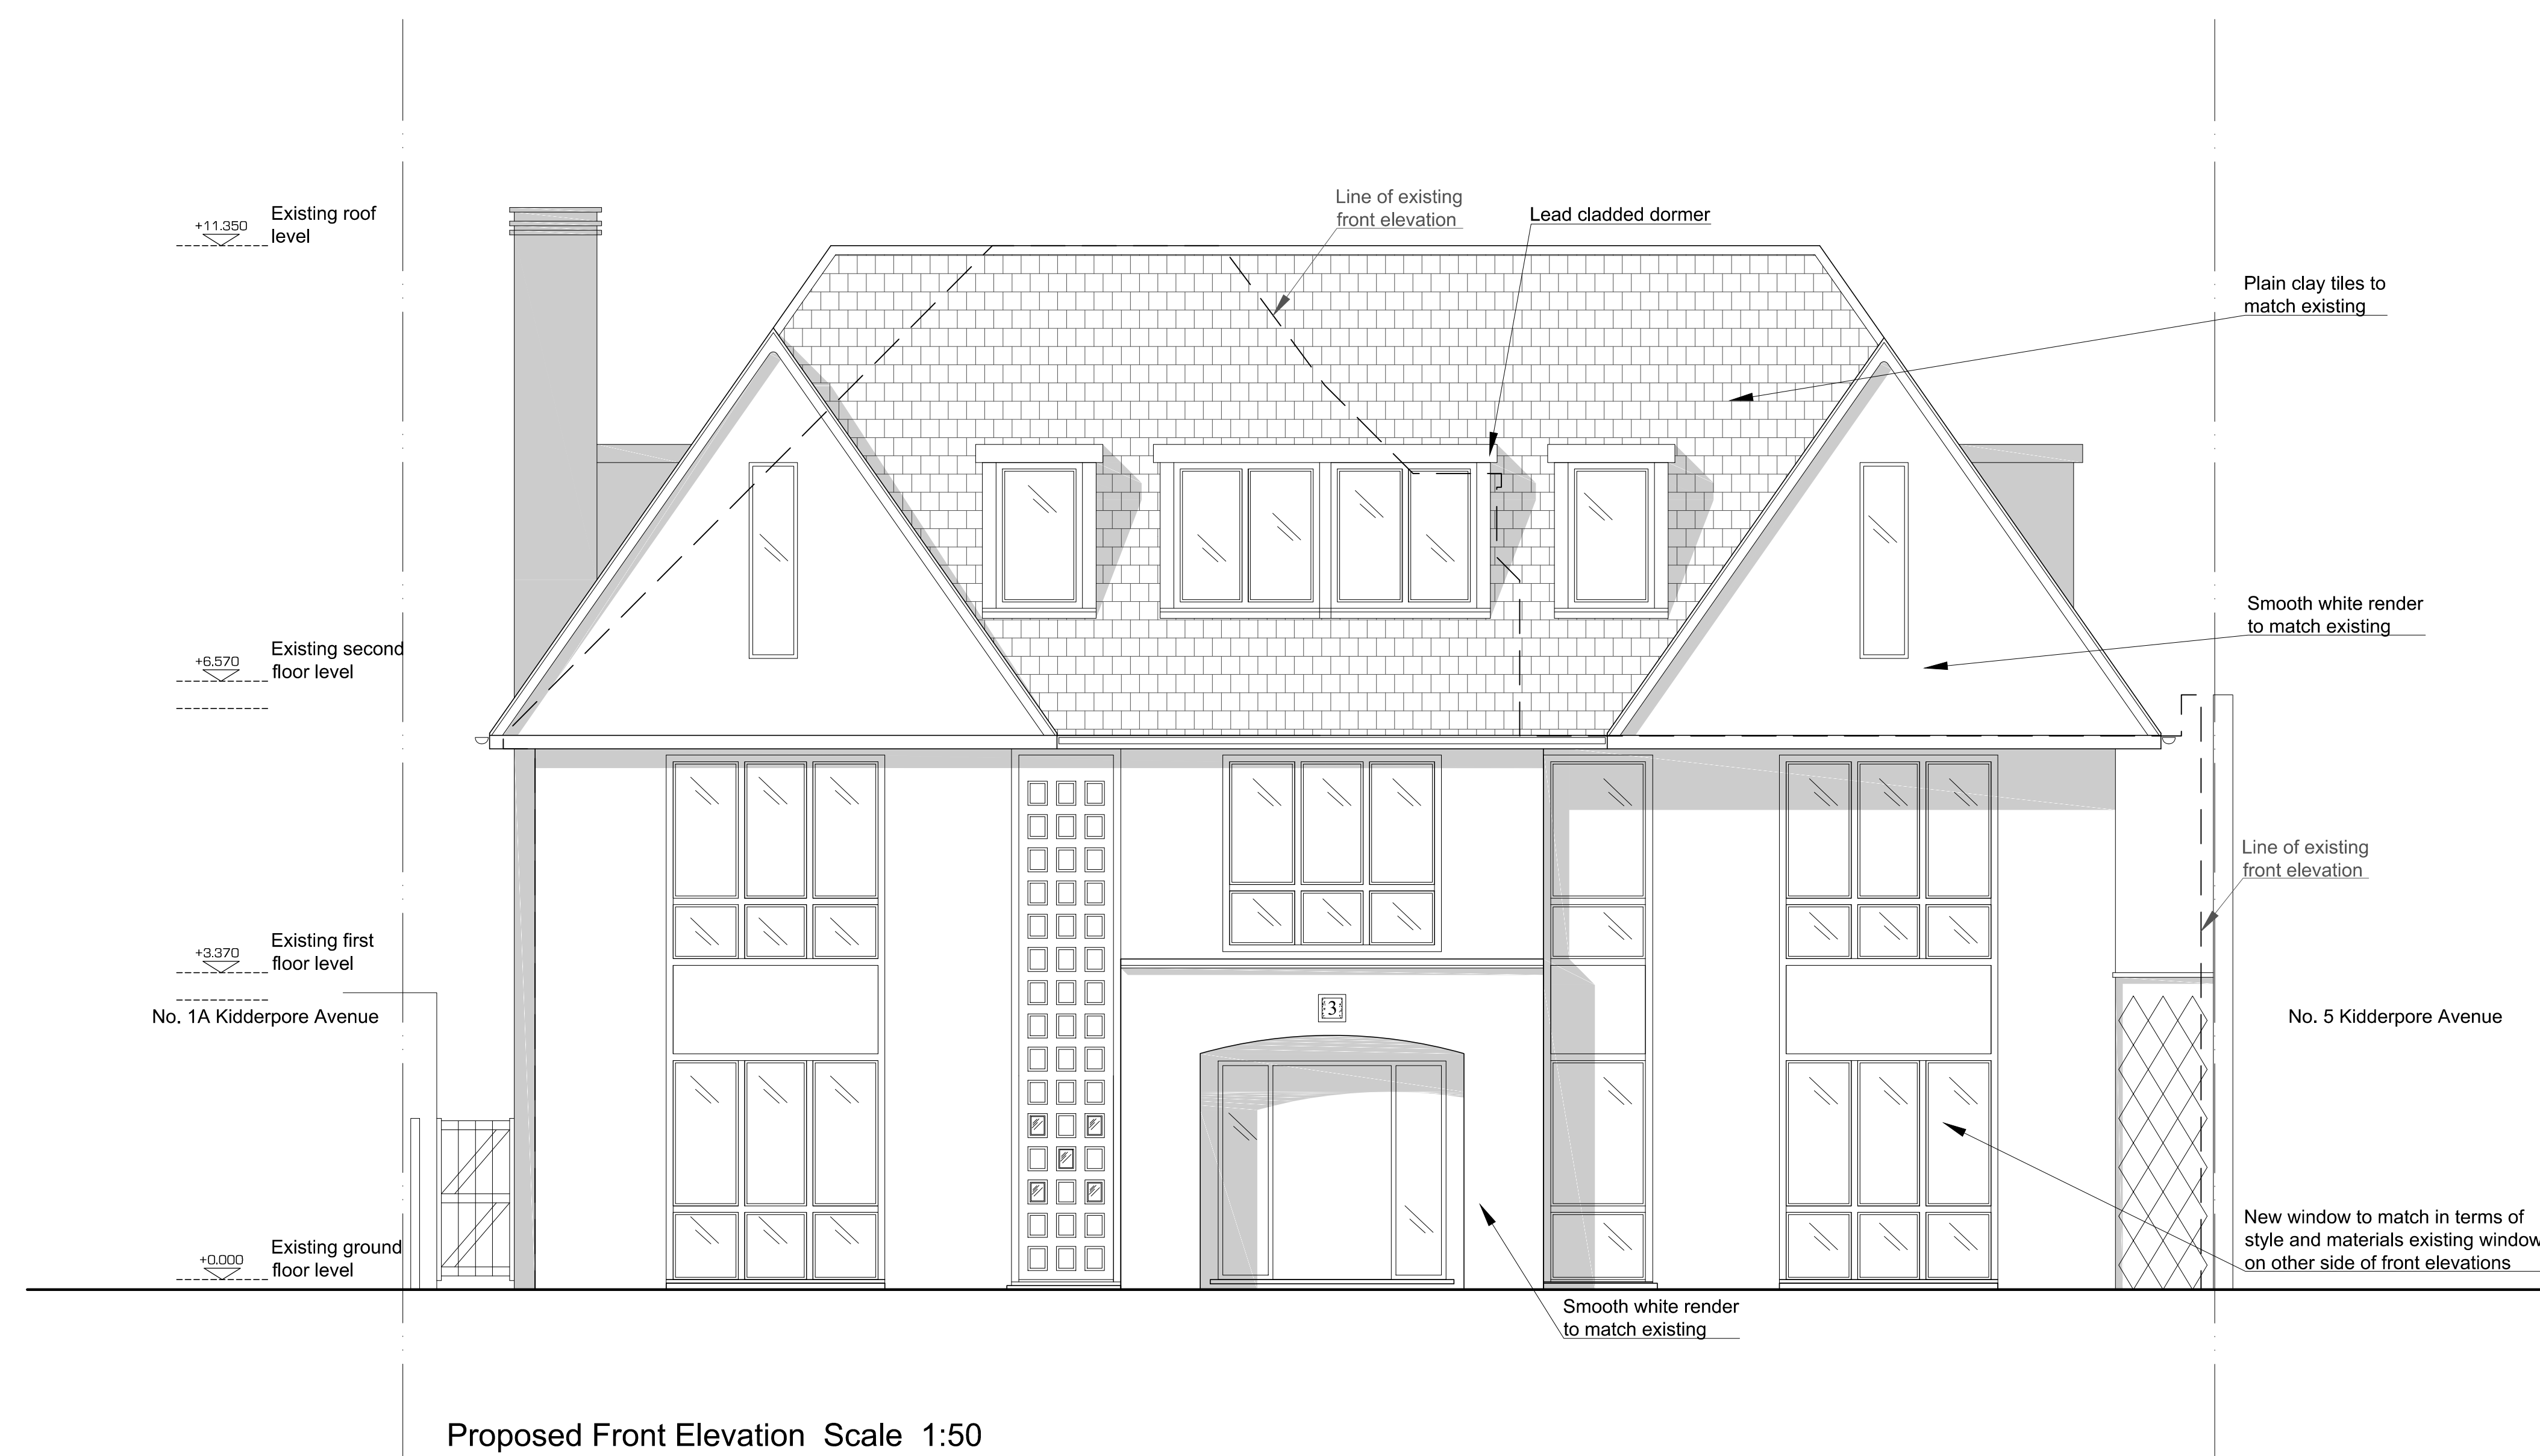 Line of existing
front elevation
Lead cladded dormer
+11.350
Existing roof
level
Plain clay tiles to
match existing
Smooth white render
to match existing
+6.570
Existing second
floor level
Line of existing
front elevation
+3.370
Existing first
floor level
No. 1A Kidderpore Avenue
3
No. 5 Kidderpore Avenue
New window to match in terms of
style and materials existing window
on other side of front elevations
+0.000
Existing ground
floor level
Smooth white render
to match existing
Proposed Front Elevation Scale 1:50